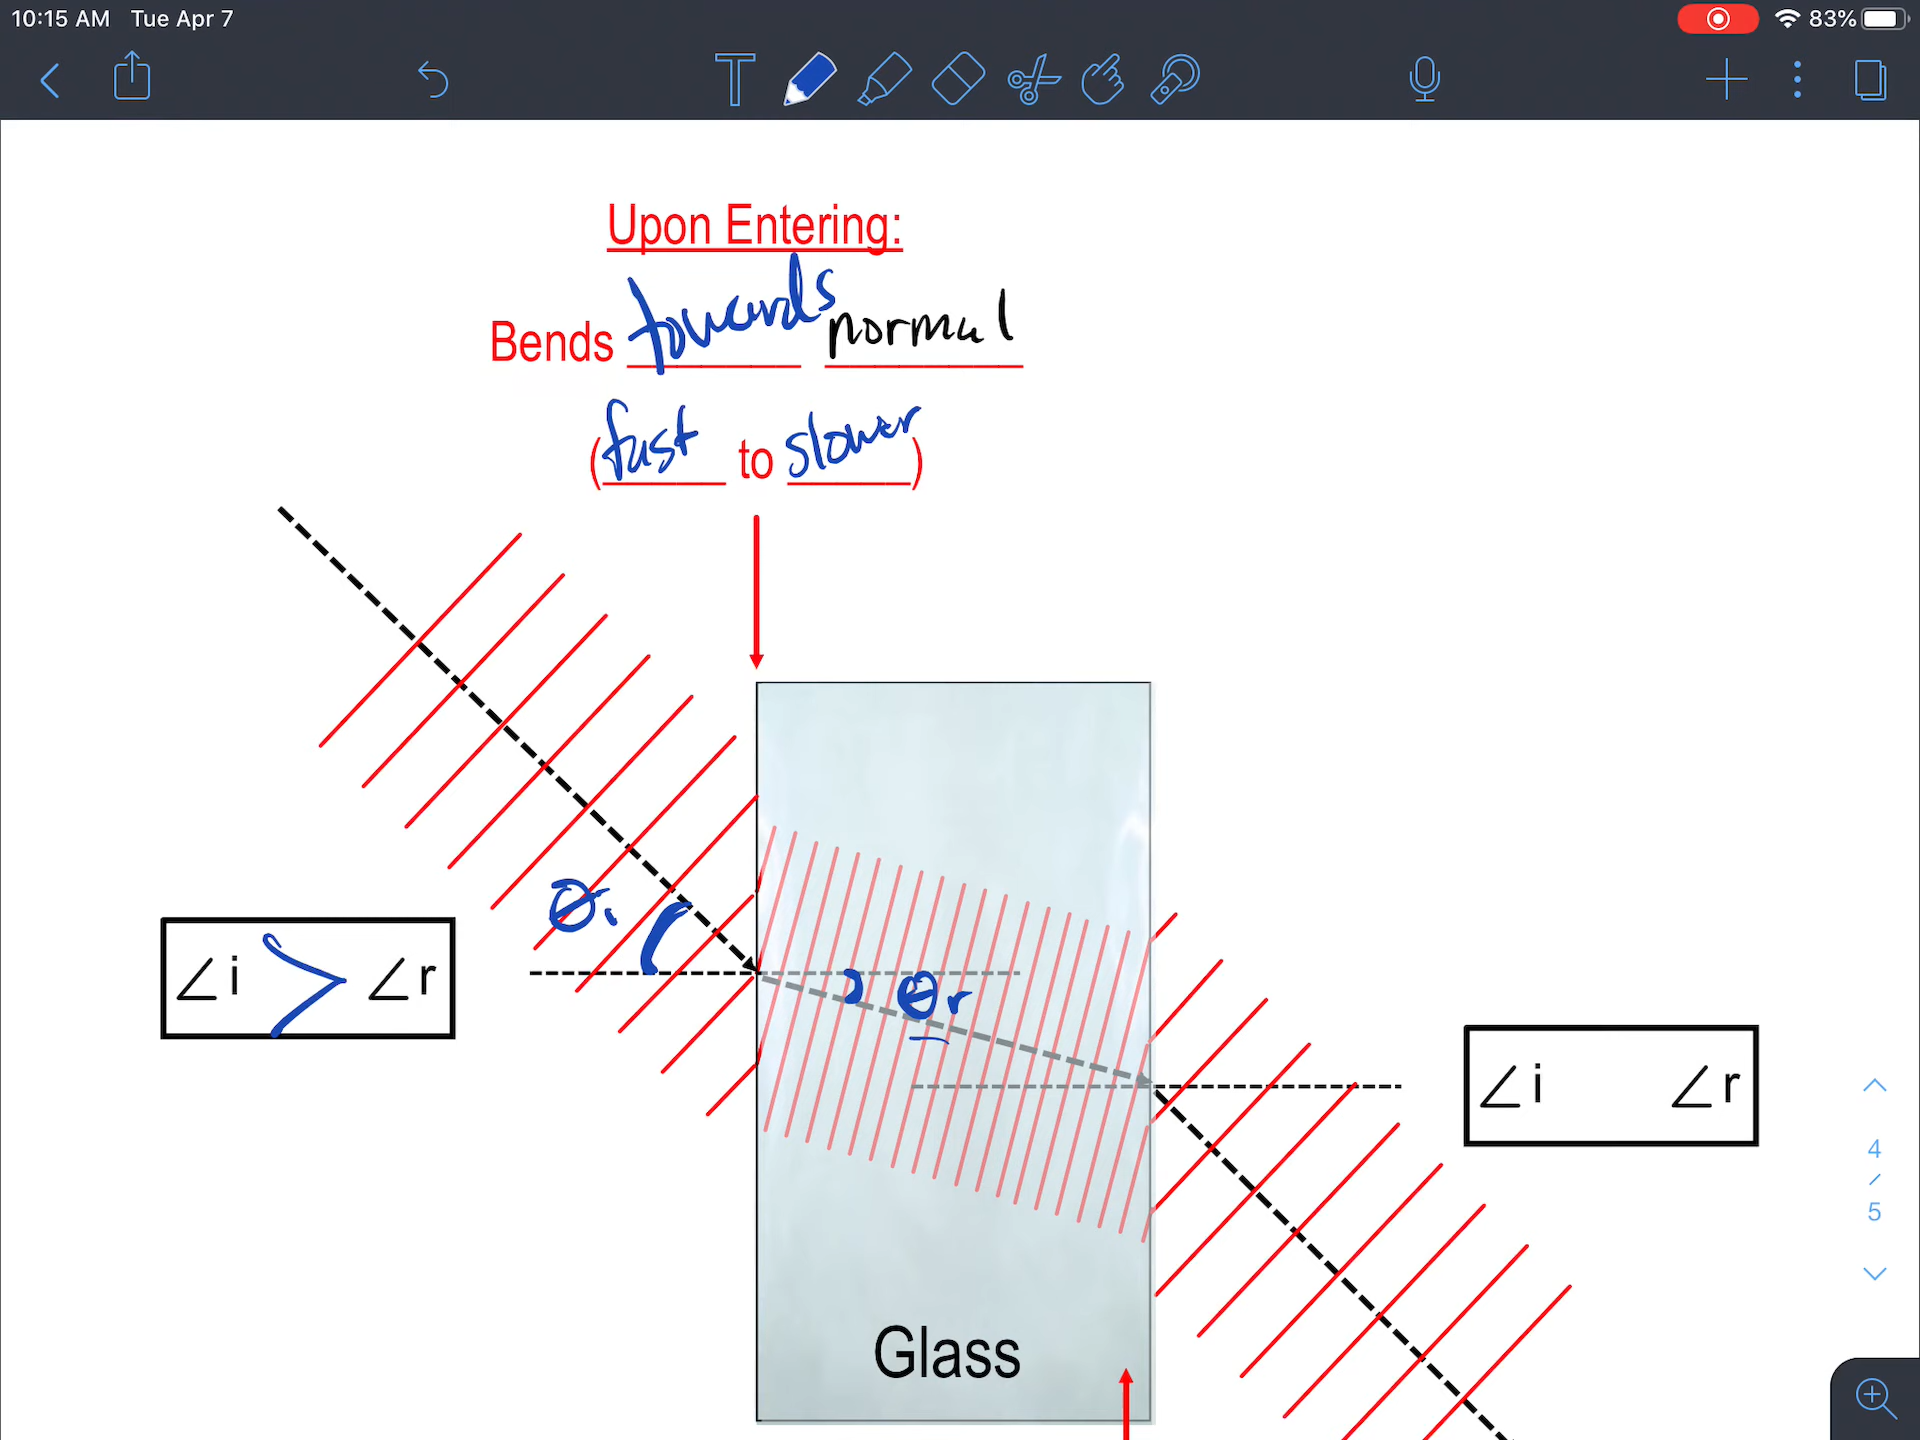 10:15 AM Tue Apr 7
83%
T
Upon Entering:
Bends towards normal
(fast to slower)
θi
∠i > ∠r
θr
∠i ∠r
4
/
5
Glass